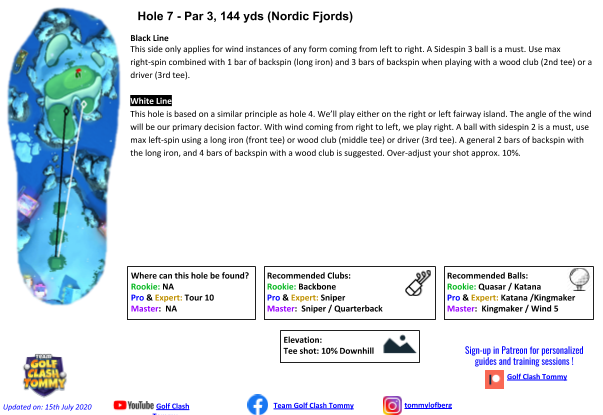 Hole 7 - Par 3, 144 yds (Nordic Fjords)
Black Line
This side only applies for wind instances of any form coming from left to right. A Sidespin 3 ball is a must. Use max
right-spin combined with 1 bar of backspin (long iron) and 3 bars of backspin when playing with a wood club (2nd tee) or a
driver (3rd tee).
White Line
This hole is based on a similar principle as hole 4. We'll play either on the right or left fairway island. The angle of the wind
will be our primary decision factor. With wind coming from right to left, we play right. A ball with sidespin 2 is a must, use
max left-spin using a long iron (front tee) or wood club (middle tee) or driver (3rd tee). A general 2 bars of backspin with
the long iron, and 4 bars of backspin with a wood club is suggested. Over-adjust your shot approx. 10%.
Where can this hole be found?
Rookie: NA
Pro & Expert: Tour 10
Master: NA
Recommended Clubs:
Rookie: Backbone
Pro & Expert: Sniper
Master: Sniper / Quarterback
Recommended Balls:
Rookie: Quasar / Katana
Pro & Expert: Katana /Kingmaker
Master: Kingmaker / Wind 5
Elevation:
Tee shot: 10% Downhill
Sign-up in Patreon for personalized
guides and training sessions !
Golf Clash Tommy
TEAM
GOLF
CLASH
TOMMY
Updated on: 15th July 2020
YouTube Golf Clash
Team Golf Clash Tommy
tommylofberg